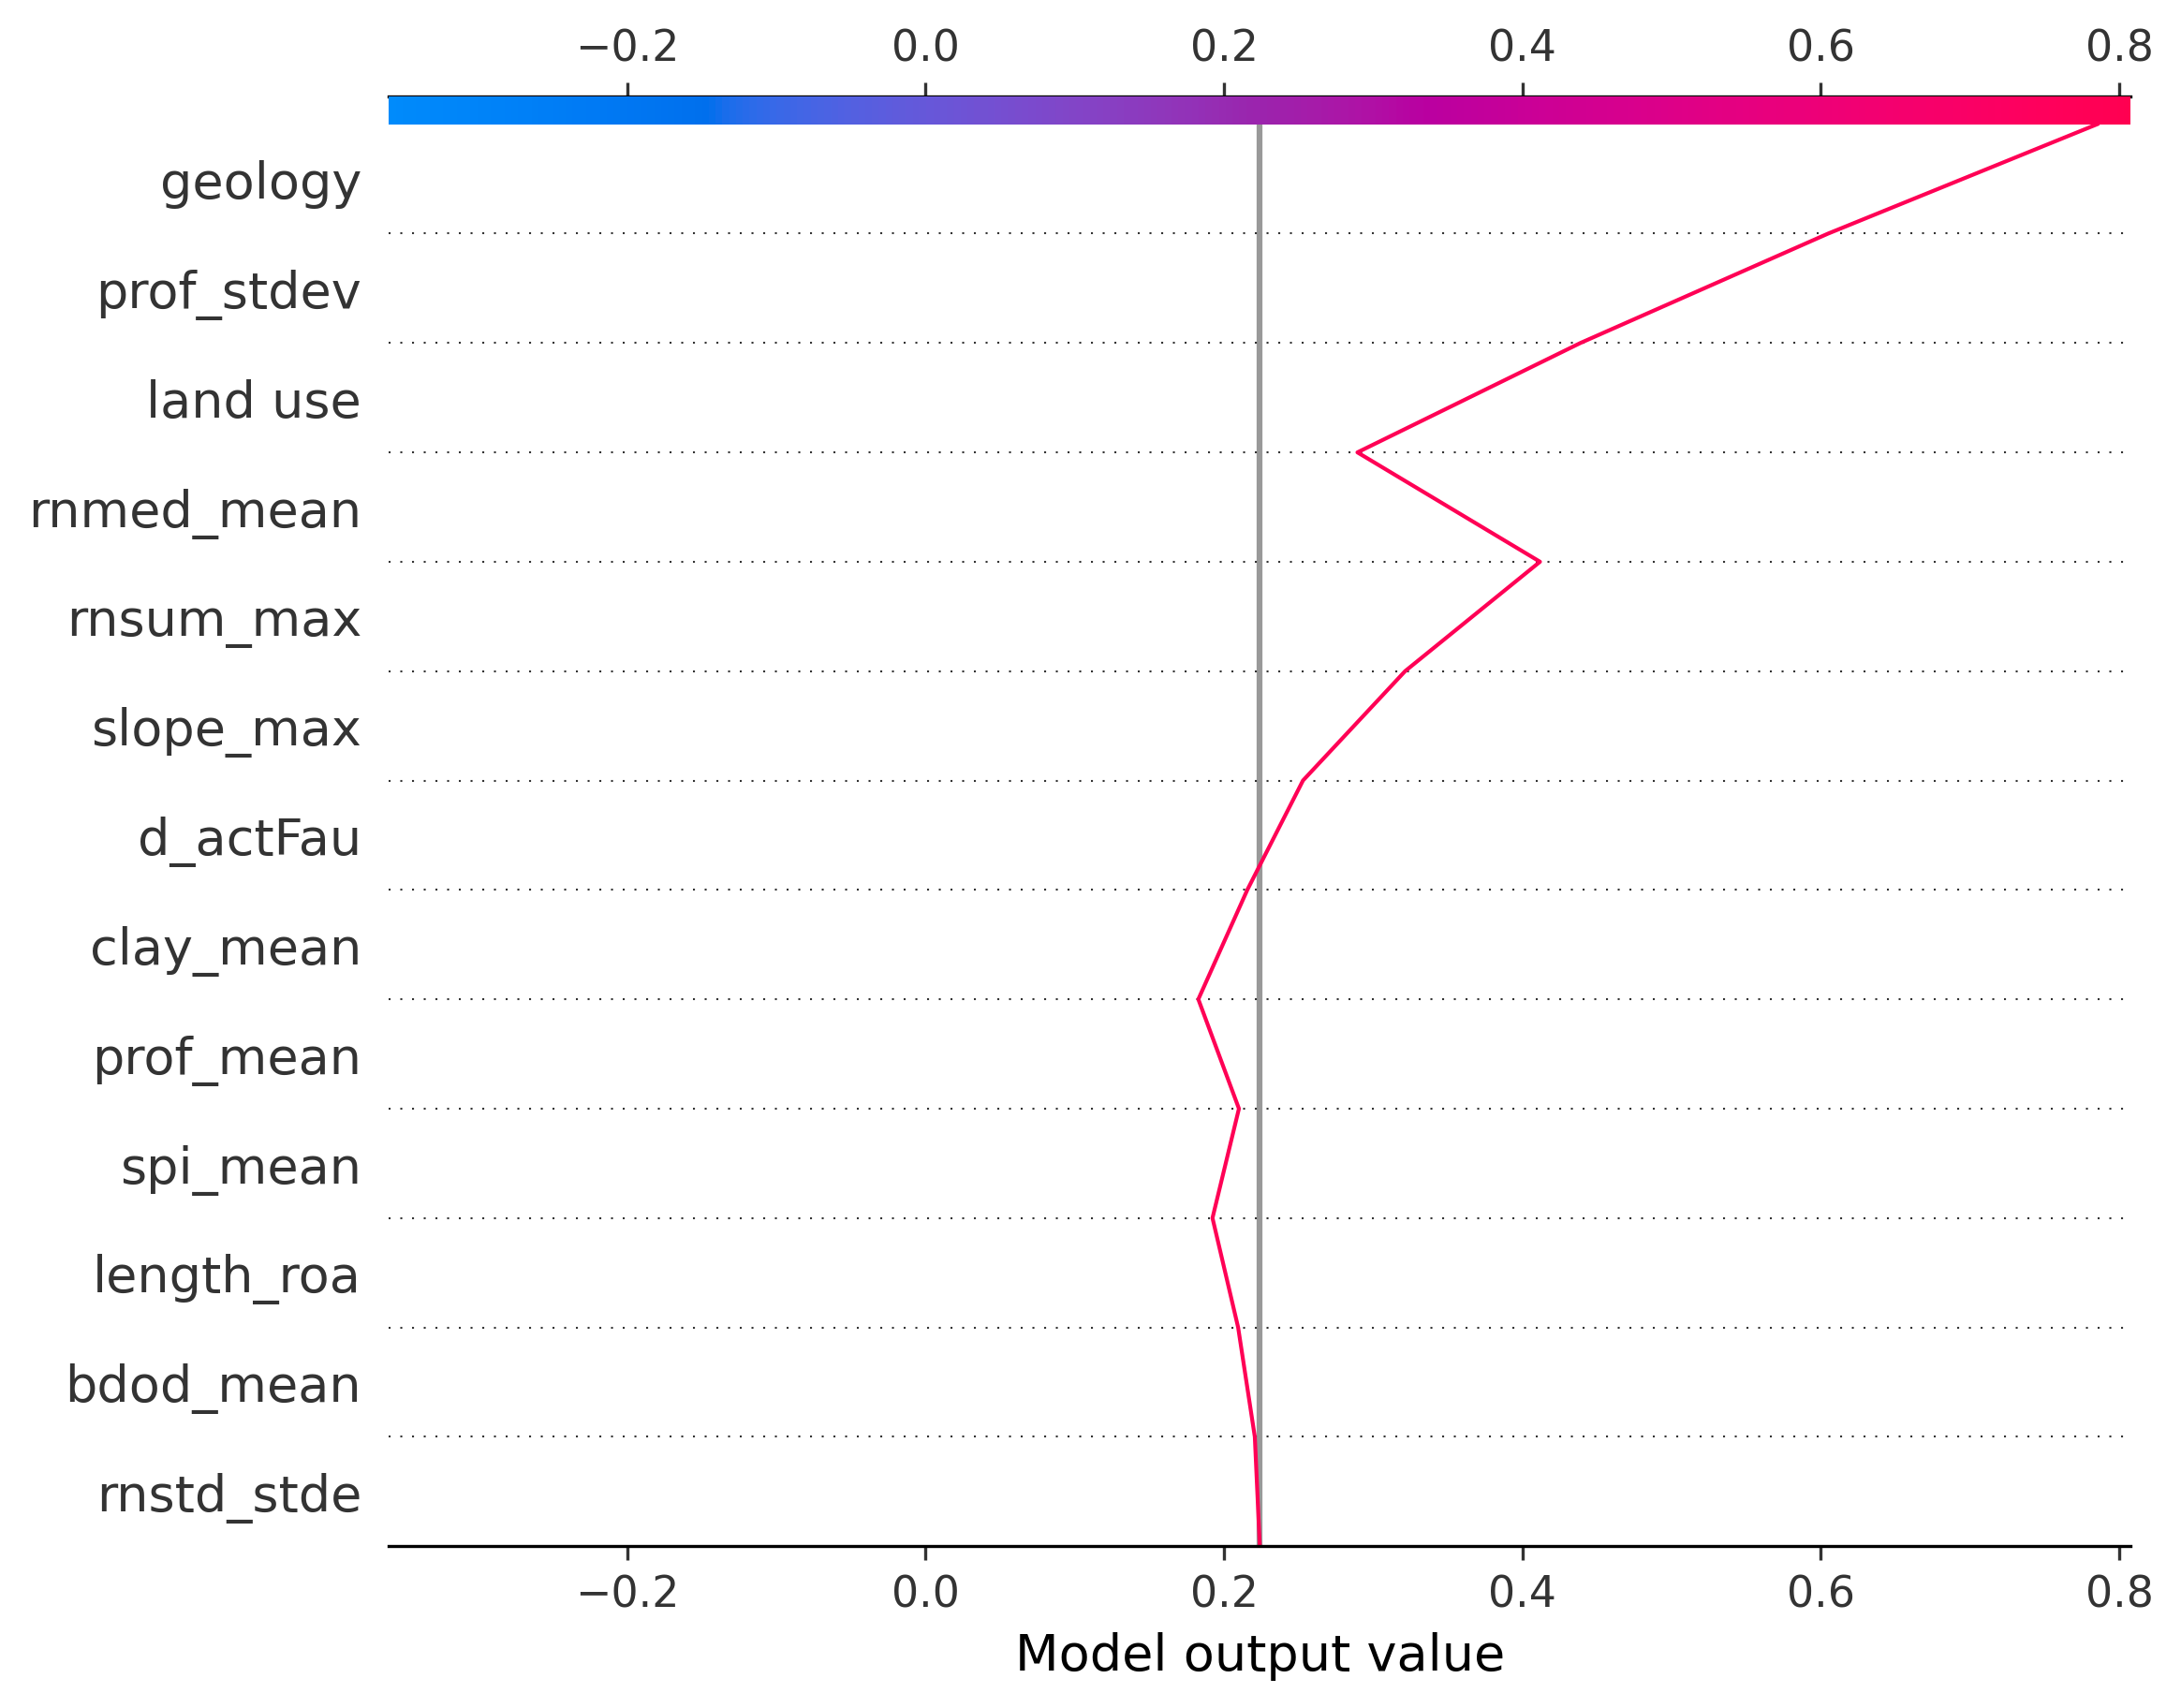 −0.2 0.0 0.2 0.4 0.6 0.8
geology
prof_stdev
land use
rnmed_mean
rnsum_max
slope_max
d_actFau
clay_mean
prof_mean
spi_mean
length_roa
bdod_mean
rnstd_stde
−0.2 0.0 0.2 0.4 0.6 0.8
Model output value